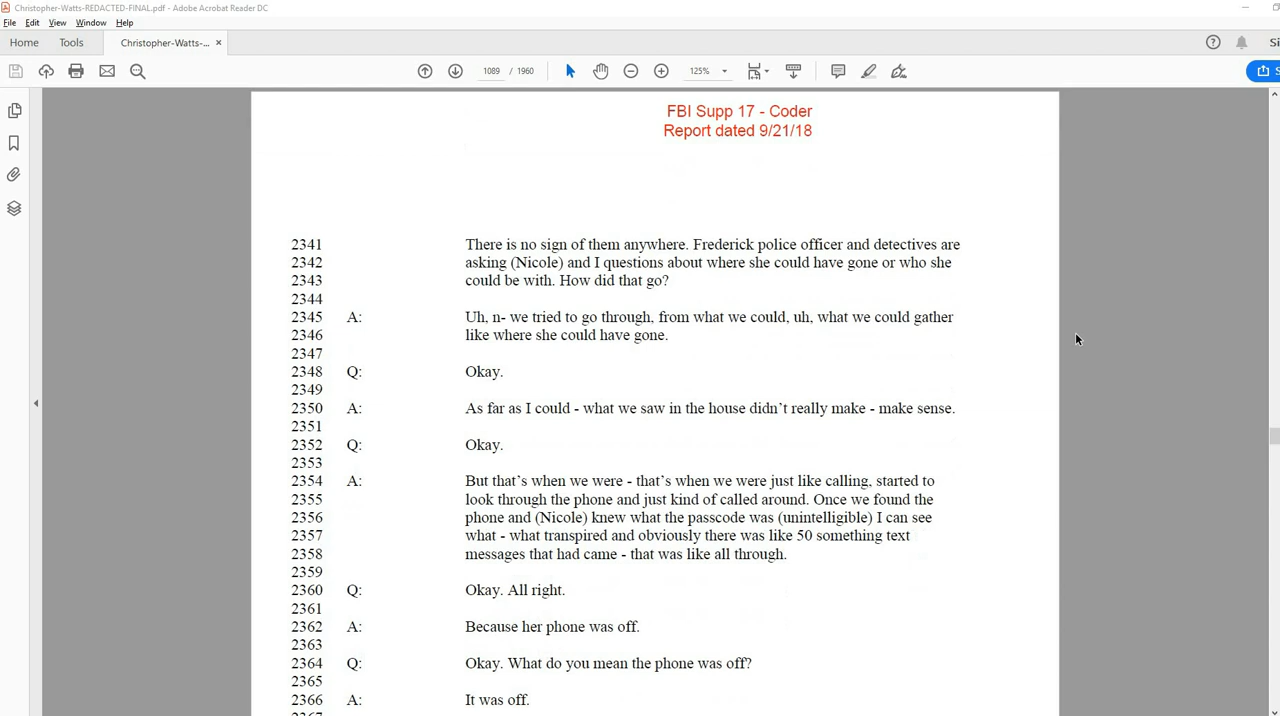 Christopher-Watts-REDACTED-FINAL.pdf - Adobe Acrobat Reader DC
File Edit View Window Help
Home Tools Christopher-Watts-... ×
1089 / 1960 125%
FBI Supp 17 - Coder
Report dated 9/21/18
2341 There is no sign of them anywhere. Frederick police officer and detectives are
2342 asking (Nicole) and I questions about where she could have gone or who she
2343 could be with. How did that go?
2344
2345 A: Uh, n- we tried to go through, from what we could, uh, what we could gather
2346 like where she could have gone.
2347
2348 Q: Okay.
2349
2350 A: As far as I could - what we saw in the house didn’t really make - make sense.
2351
2352 Q: Okay.
2353
2354 A: But that’s when we were - that’s when we were just like calling, started to
2355 look through the phone and just kind of called around. Once we found the
2356 phone and (Nicole) knew what the passcode was (unintelligible) I can see
2357 what - what transpired and obviously there was like 50 something text
2358 messages that had came - that was like all through.
2359
2360 Q: Okay. All right.
2361
2362 A: Because her phone was off.
2363
2364 Q: Okay. What do you mean the phone was off?
2365
2366 A: It was off.